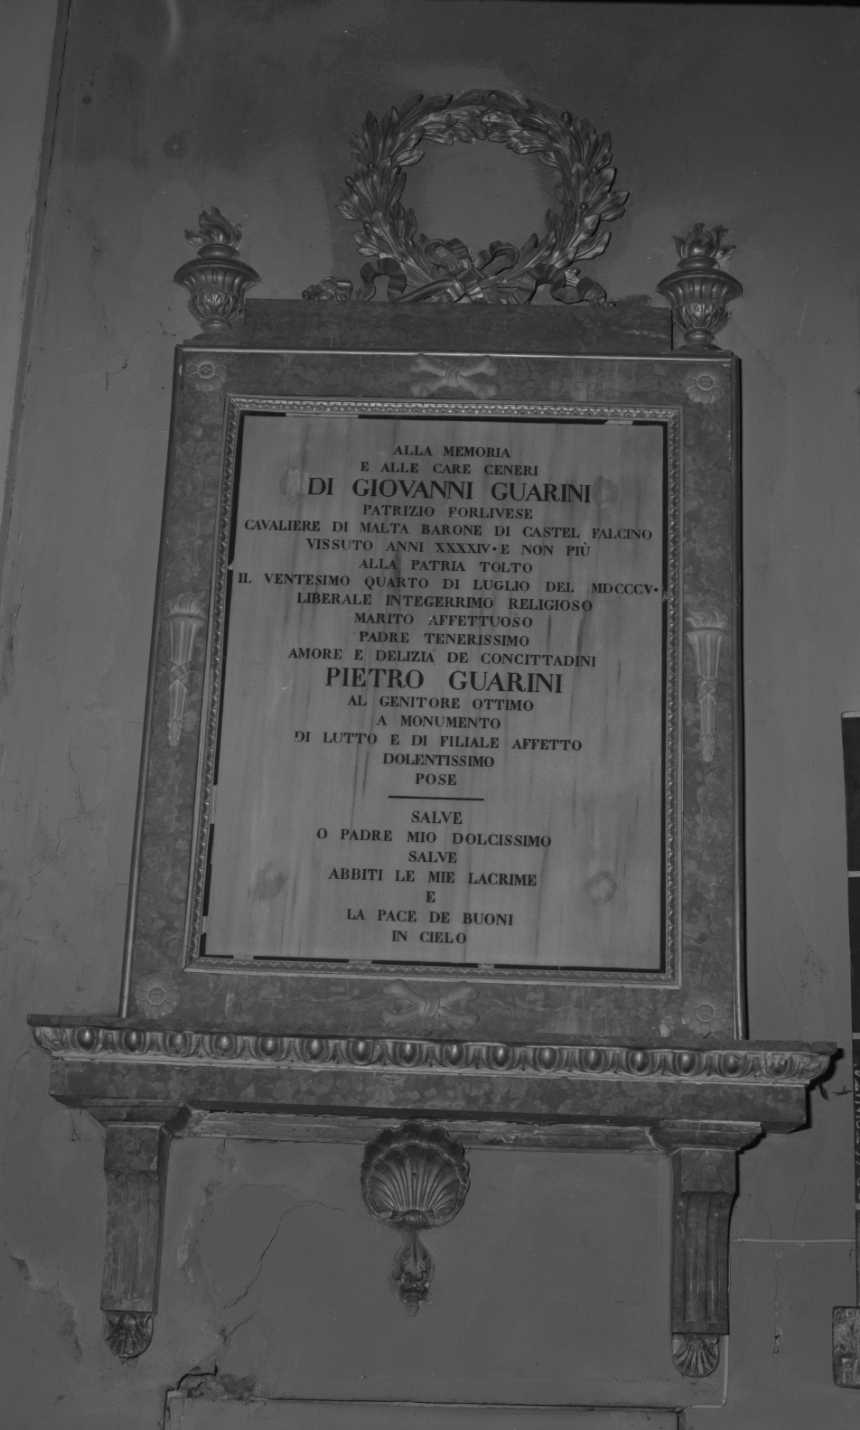 ALLA MEMORIA
E ALLE CARE CENERI
DI GIOVANNI GUARINI
PATRIZIO FORLIVESE
CAVALIERE DI MALTA BARONE DI CASTEL FALCINO
VISSUTO ANNI XXXXIV·E NON PIÙ
ALLA PATRIA TOLTO
IL VENTESIMO QUARTO DI LUGLIO DEL MDCCCV·
LIBERALE INTEGERRIMO RELIGIOSO
MARITO AFFETTUOSO
PADRE TENERISSIMO
AMORE E DELIZIA DE CONCITTADINI
PIETRO GUARINI
AL GENITORE OTTIMO
A MONUMENTO
DI LUTTO E DI FILIALE AFFETTO
DOLENTISSIMO
POSE
SALVE
O PADRE MIO DOLCISSIMO
SALVE
ABBITI LE MIE LACRIME
E
LA PACE DE BUONI
IN CIELO